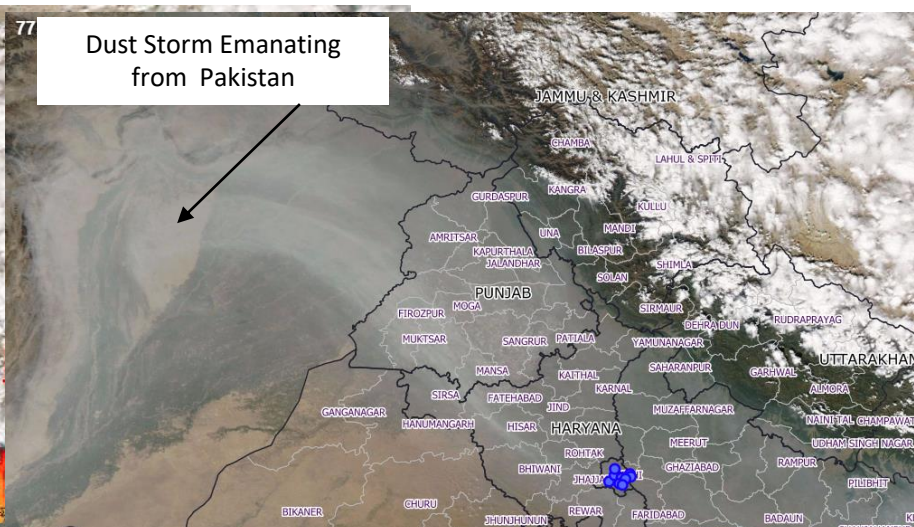 77
Dust Storm Emanating
from Pakistan
JAMMU & KASHMIR
CHAMBA
LAHUL & SPITI
KANGRA
GURDASPUR
KULLU
UNA
MANDI
AMRITSAR
BILASPUR
KAPURTHALA
JALANDHAR
SHIMLA
SOLAN
PUNJAB
MOGA
SIRMAUR
FIROZPUR
RUDRAPRAYAG
DEHRA DUN
MUKTSAR
SANGRUR
PATIALA
YAMUNANAGAR
UTTARAKHAN
SAHARANPUR
MANSA
KAITHAL
GARHWAL
KARNAL
ALMORA
SIRSA
FATEHABAD
JIND
MUZAFFARNAGAR
GANGANAGAR
HANUMANGARH
HISAR
HARYANA
NAINI TAL
CHAMPAWAT
MEERUT
UDHAM SINGH NAGAR
ROHTAK
BHIWANI
GHAZIABAD
RAMPUR
JHAJJA
PILIBHIT
CHURU
BIKANER
REWAR
FARIDABAD
BADAUN
JHUNJHUNUN